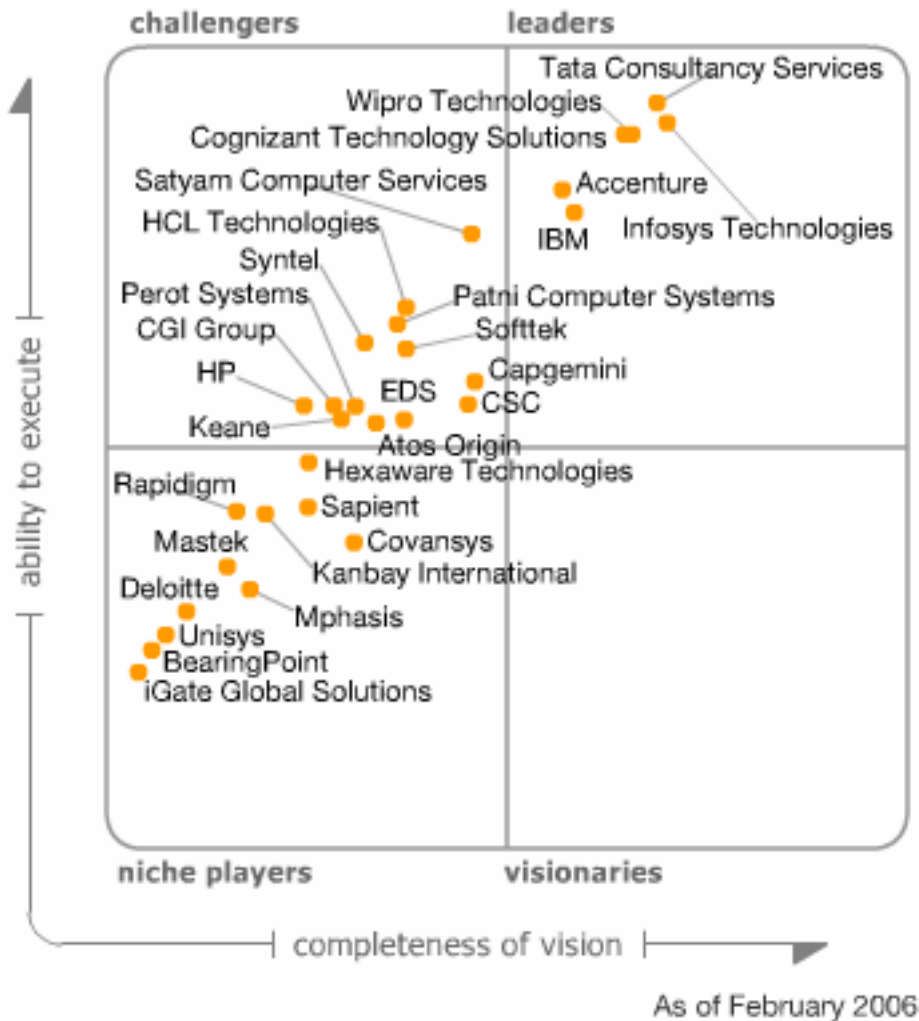 challengers
leaders
Tata Consultancy Services
Wipro Technologies
Cognizant Technology Solutions
Satyam Computer Services
Accenture
HCL Technologies
IBM
Infosys Technologies
Syntel
Perot Systems
Patni Computer Systems
CGI Group
Softtek
HP
Capgemini
EDS
CSC
Keane
Atos Origin
Hexaware Technologies
Rapidigm
Sapient
Mastek
Covansys
Kanbay International
Deloitte
Mphasis
Unisys
BearingPoint
iGate Global Solutions
ability to execute
niche players
visionaries
completeness of vision
As of February 2006